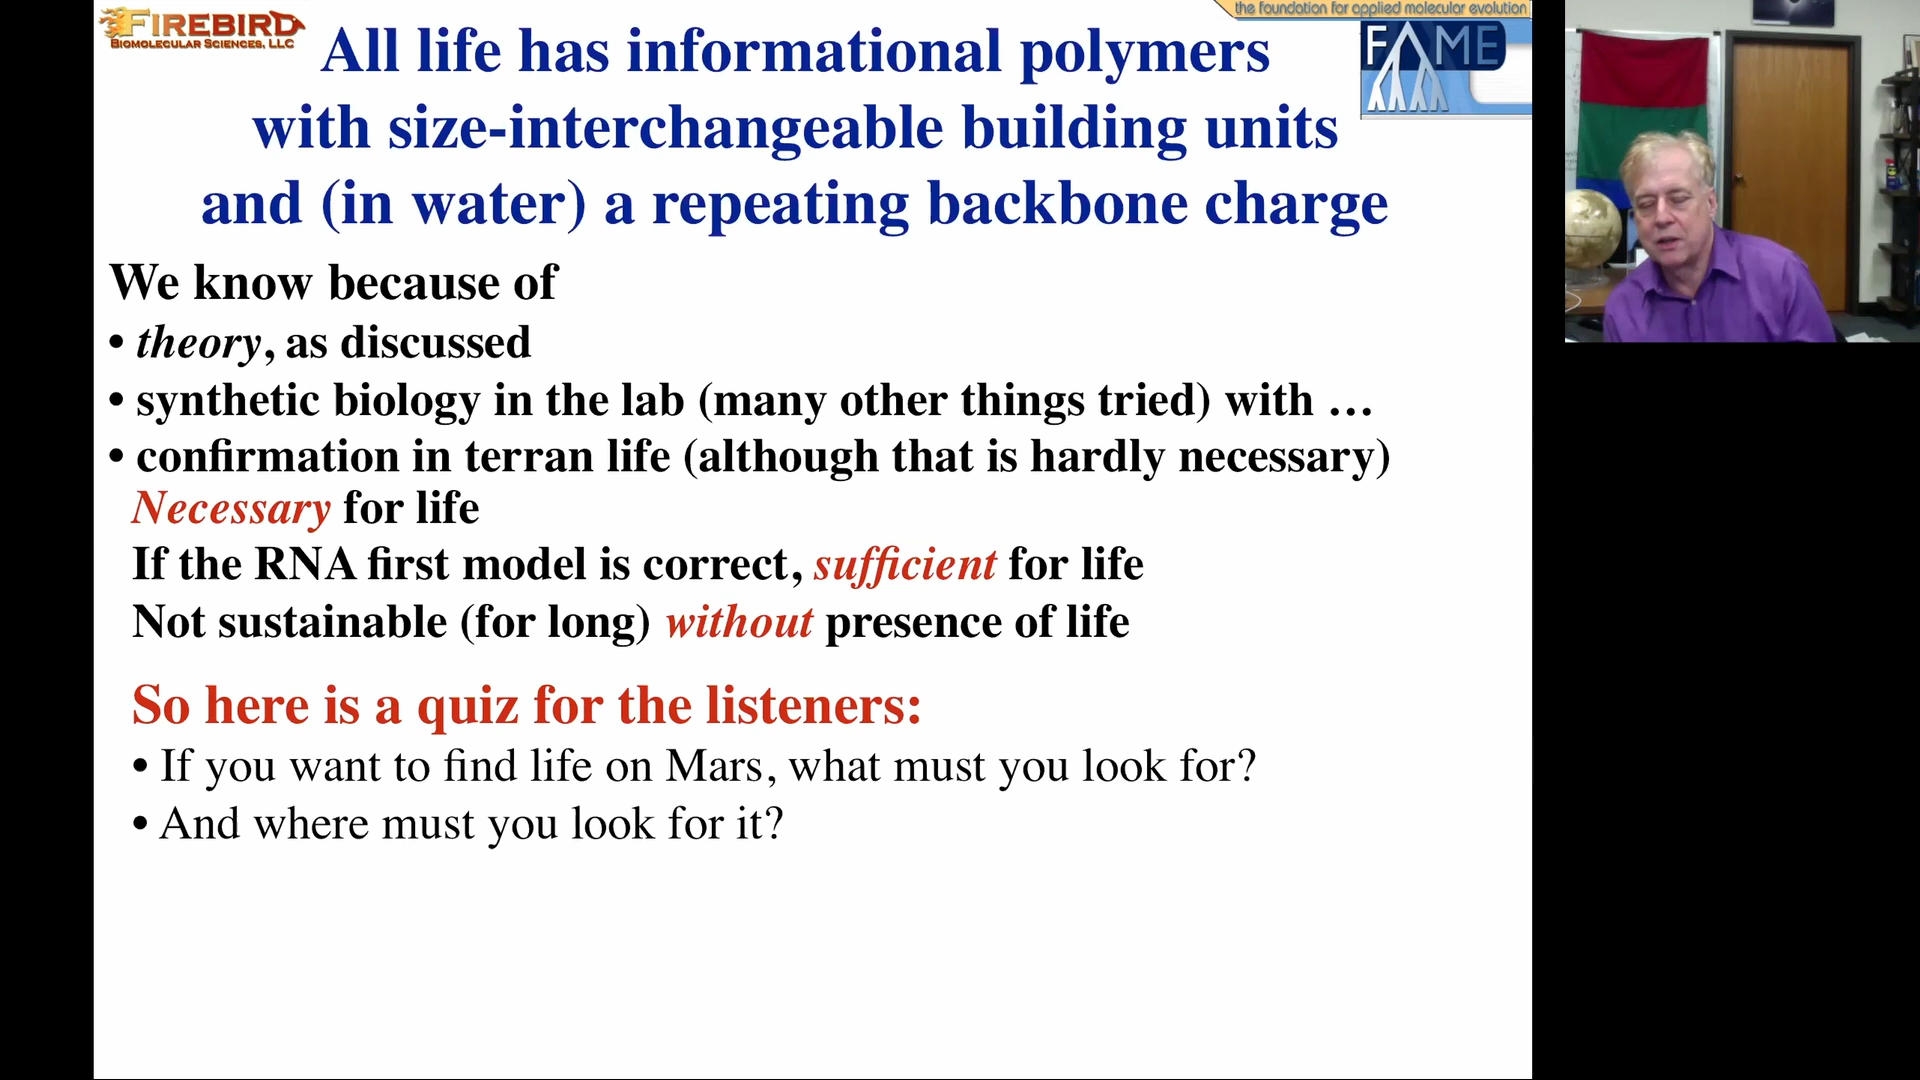 FIREBIRD
BIOMOLECULAR SCIENCES, LLC
the foundation for applied molecular evolution
FAME
All life has informational polymers
with size-interchangeable building units
and (in water) a repeating backbone charge
We know because of
• theory, as discussed
• synthetic biology in the lab (many other things tried) with …
• confirmation in terran life (although that is hardly necessary)
Necessary for life
If the RNA first model is correct, sufficient for life
Not sustainable (for long) without presence of life
So here is a quiz for the listeners:
• If you want to find life on Mars, what must you look for?
• And where must you look for it?